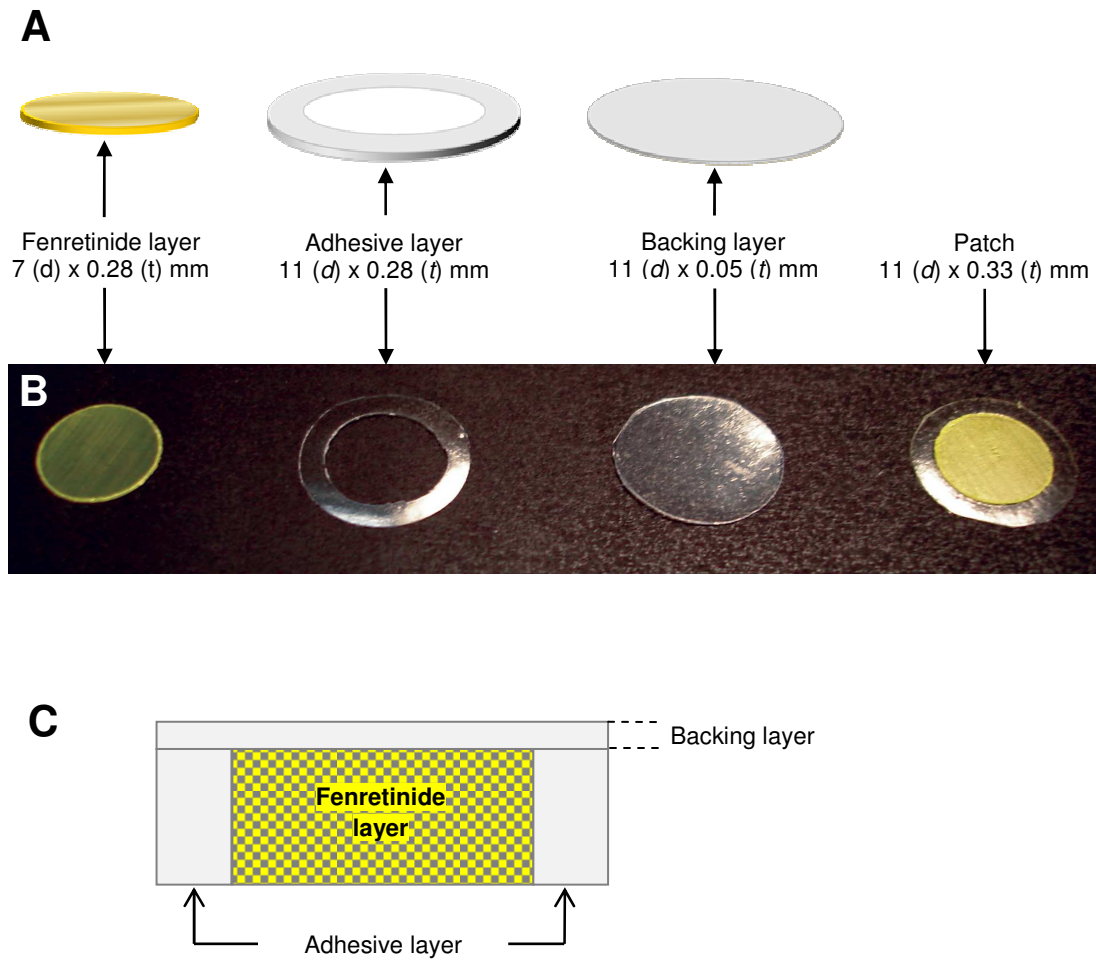 A
Fenretinide layer
7 (d) x 0.28 (t) mm
Adhesive layer
11 (d) x 0.28 (t) mm
Backing layer
11 (d) x 0.05 (t) mm
Patch
11 (d) x 0.33 (t) mm
B
C
Backing layer
Fenretinide
layer
Adhesive layer